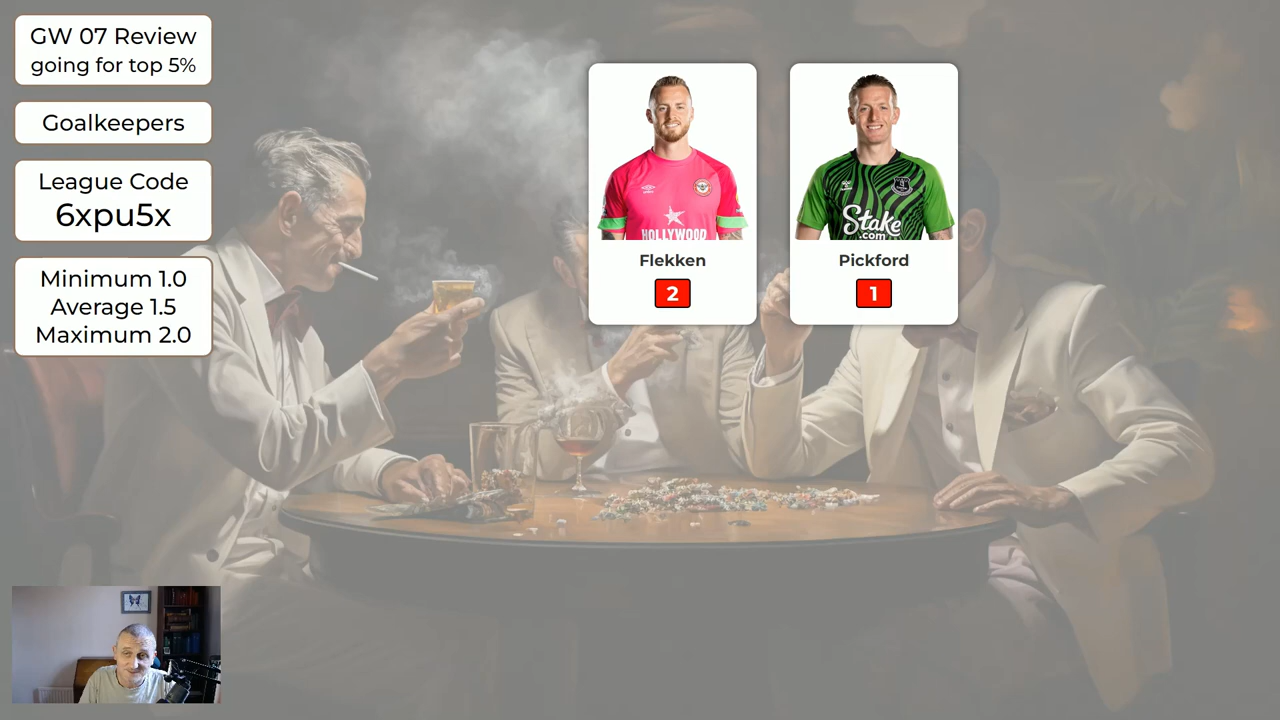 GW 07 Review
going for top 5%
Goalkeepers
League Code
6xpu5x
Minimum 1.0
Average 1.5
Maximum 2.0
HOLLYWOOD
Flekken
2
Stake
.com
Pickford
1